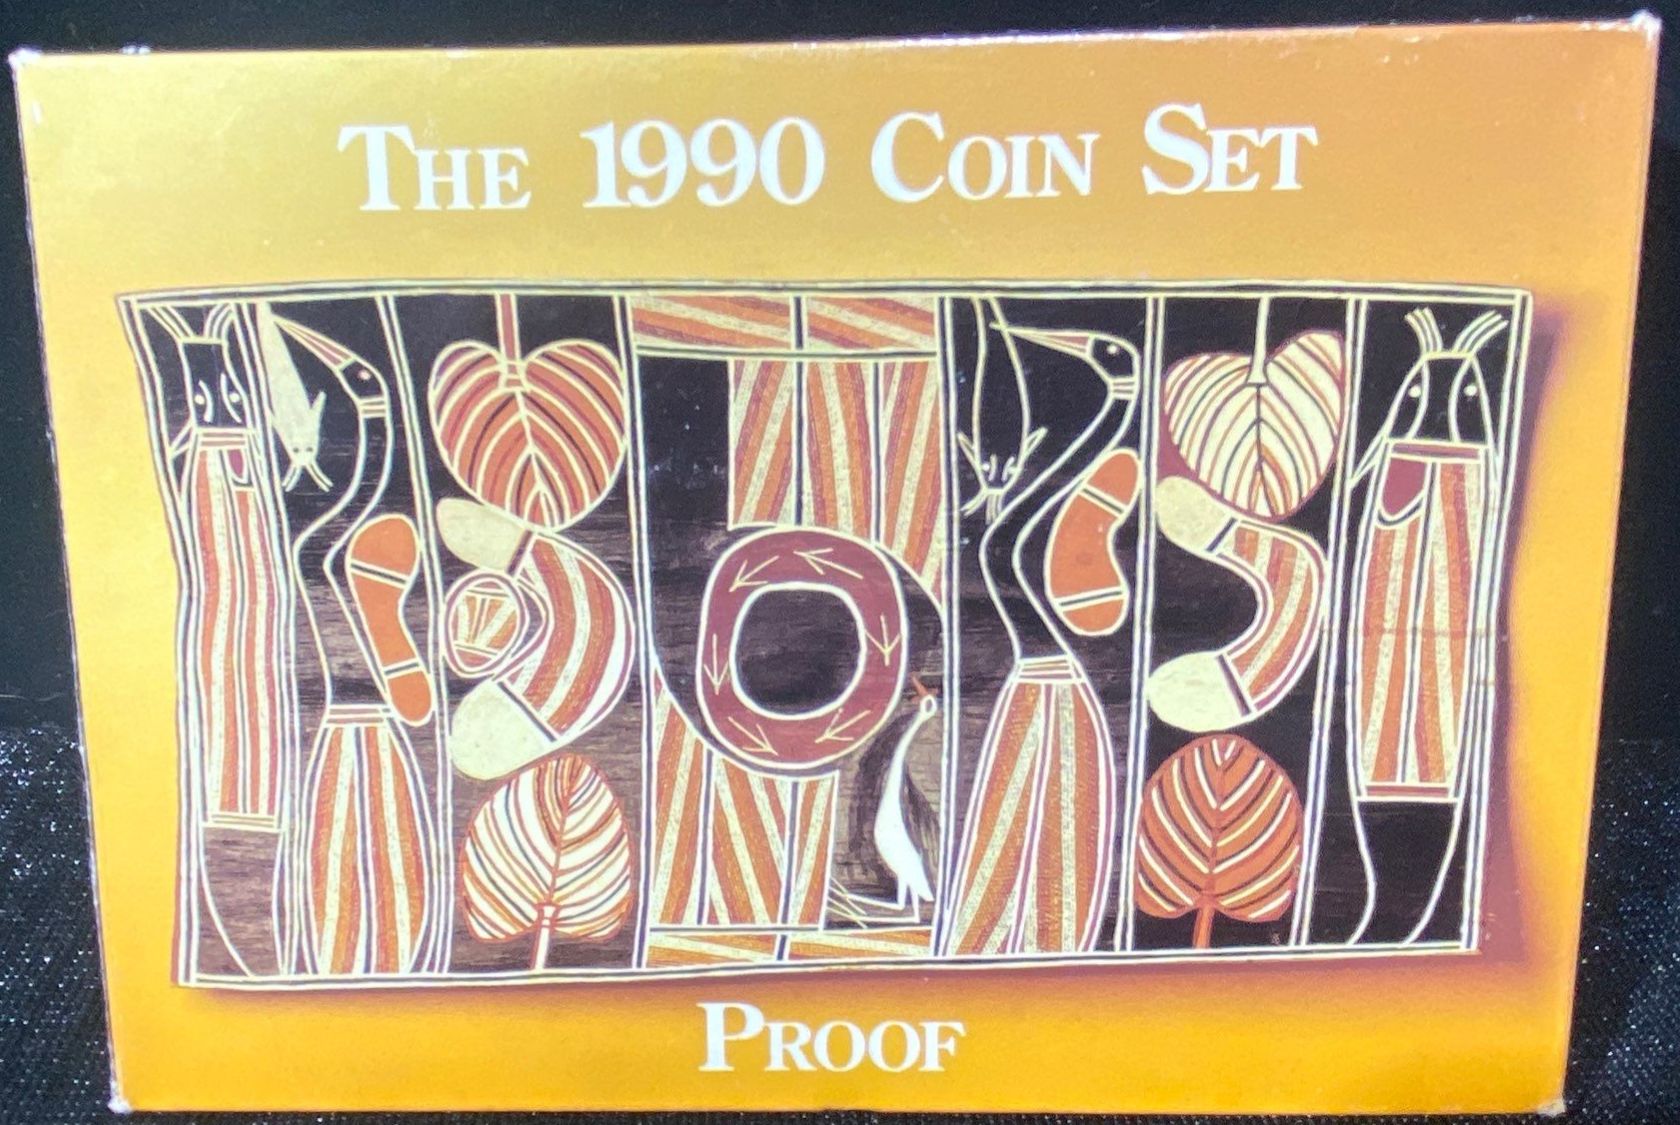 The 1990 Coin Set
Proof